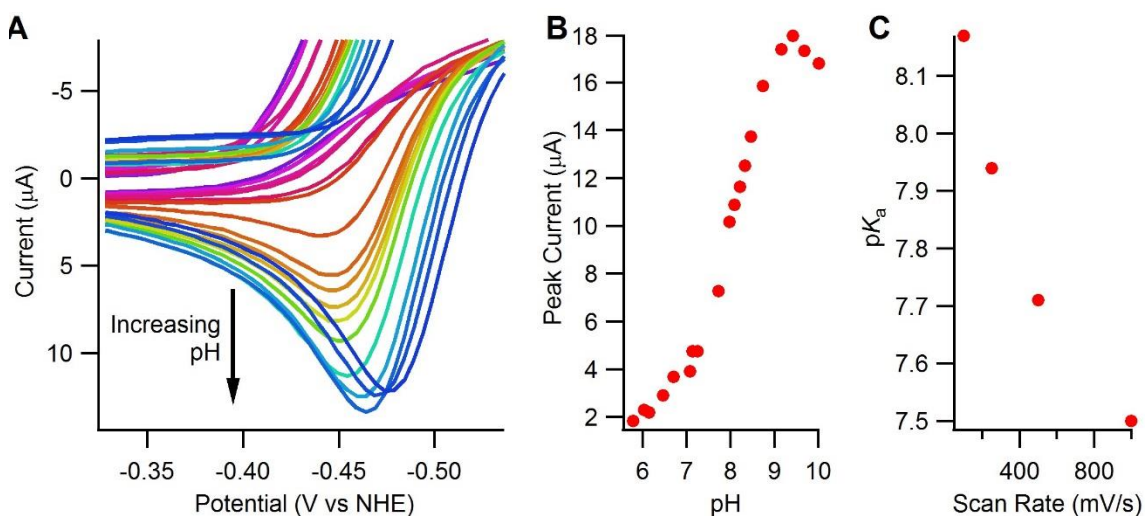 A
-5
0
5
10
Current (μA)
Increasing
pH
-0.35
-0.40
-0.45
-0.50
Potential (V vs NHE)
B
18
16
14
12
10
8
6
4
2
Peak Current (μA)
6
7
8
9
10
pH
C
8.1
8.0
7.9
7.8
7.7
7.6
7.5
pKa
400
800
Scan Rate (mV/s)